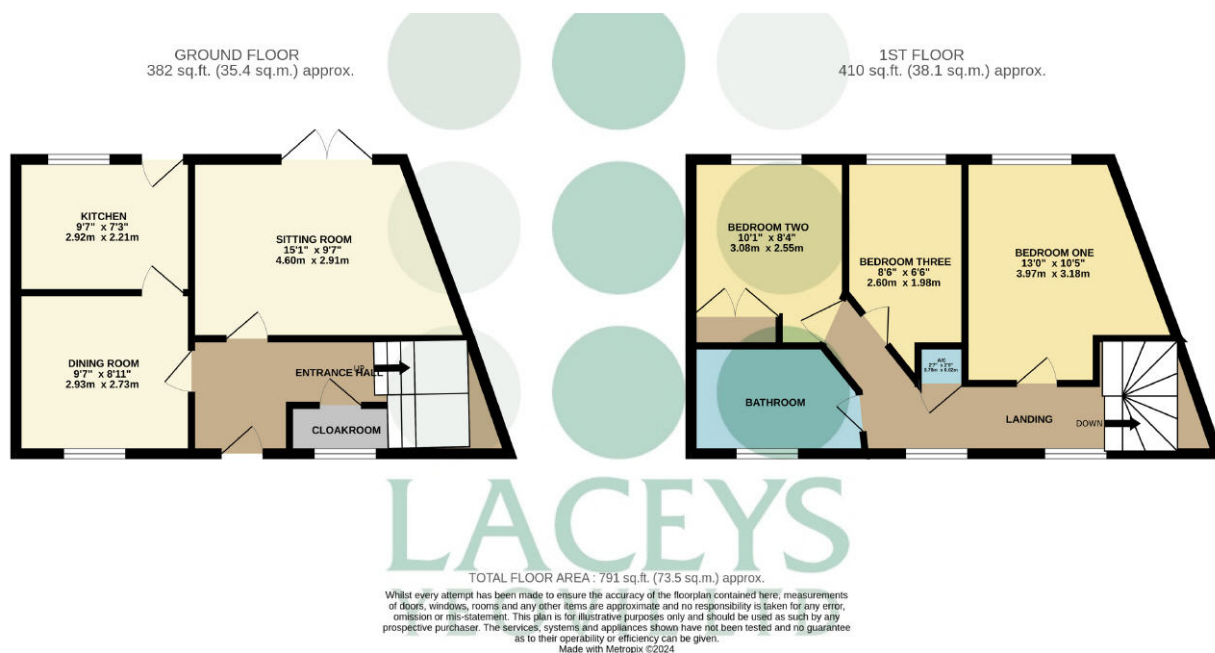 GROUND FLOOR
382 sq.ft. (35.4 sq.m.) approx.
1ST FLOOR
410 sq.ft. (38.1 sq.m.) approx.
KITCHEN
9'7" x 7'3"
2.92m x 2.21m
SITTING ROOM
15'1" x 9'7"
4.60m x 2.91m
DINING ROOM
9'7" x 8'11"
2.93m x 2.73m
ENTRANCE HALL
UP
CLOAKROOM
BEDROOM TWO
10'1" x 8'4"
3.08m x 2.55m
BEDROOM THREE
8'6" x 6'6"
2.60m x 1.98m
BEDROOM ONE
13'0" x 10'5"
3.97m x 3.18m
BATHROOM
LANDING
DOWN
LACEYS
YEOVIL LTD
TOTAL FLOOR AREA : 791 sq.ft. (73.5 sq.m.) approx.
Whilst every attempt has been made to ensure the accuracy of the floorplan contained here, measurements
of doors, windows, rooms and any other items are approximate and no responsibility is taken for any error,
omission or mis-statement. This plan is for illustrative purposes only and should be used as such by any
prospective purchaser. The services, systems and appliances shown have not been tested and no guarantee
as to their operability or efficiency can be given.
Made with Metropix ©2024